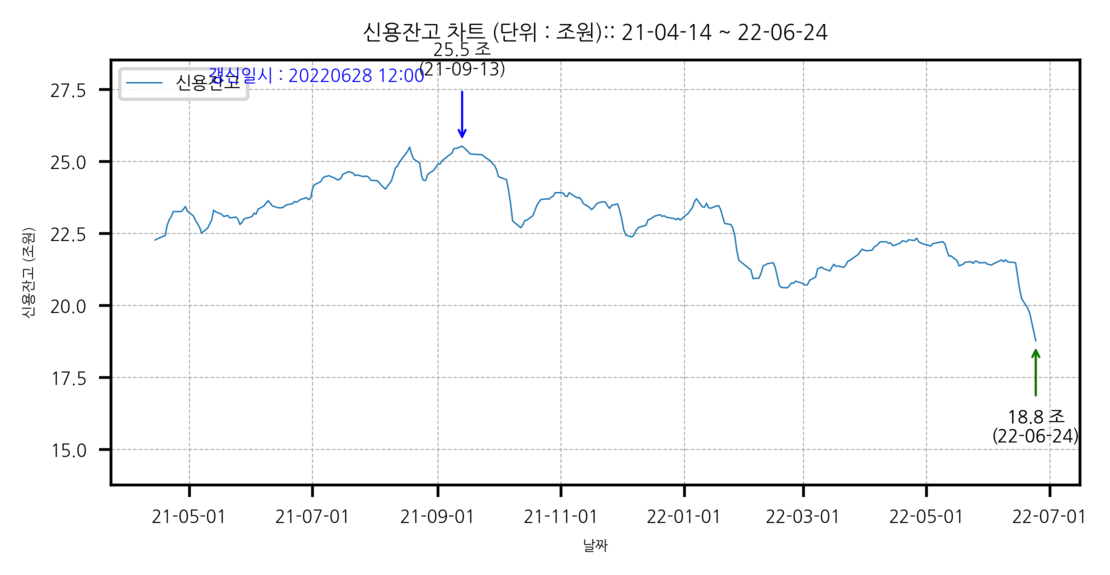 신용잔고 차트 (단위 : 조원):: 21-04-14 ~ 22-06-24
25.5 조
(21-09-13)
갱신일시 : 20220628 12:00
신용잔고
27.5
25.0
22.5
20.0
17.5
15.0
신용잔고 (조원)
18.8 조
(22-06-24)
21-05-01
21-07-01
21-09-01
21-11-01
22-01-01
22-03-01
22-05-01
22-07-01
날짜